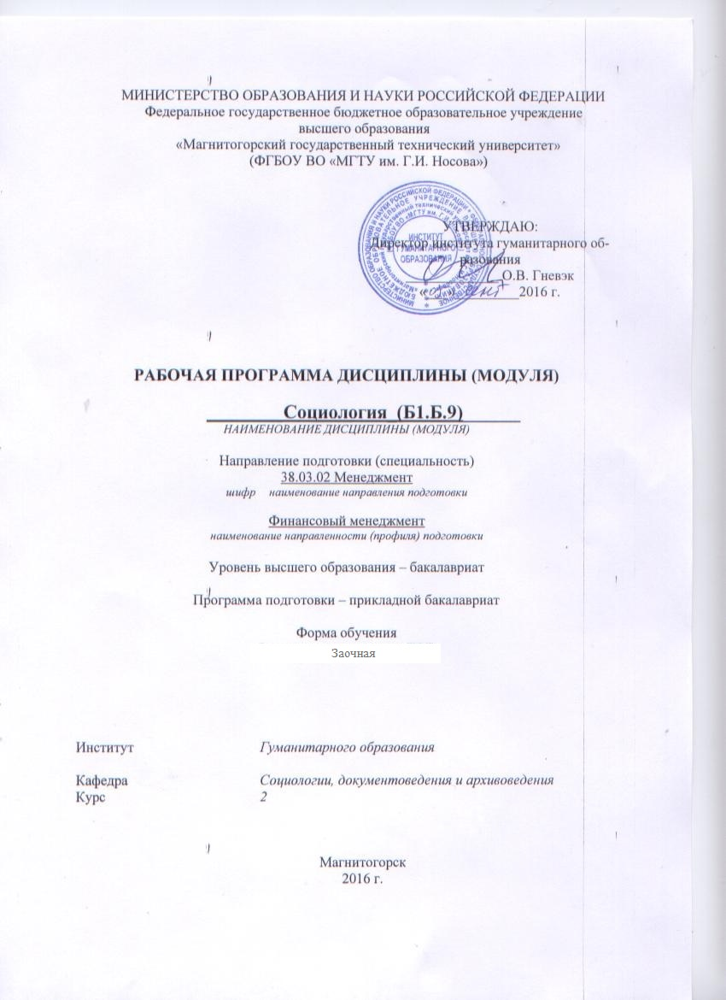 МИНИСТЕРСТВО ОБРАЗОВАНИЯ И НАУКИ РОССИЙСКОЙ ФЕДЕРАЦИИ
Федеральное государственное бюджетное образовательное учреждение
высшего образования
«Магнитогорский государственный технический университет»
(ФГБОУ ВО «МГТУ им. Г.И. Носова»)
УТВЕРЖДАЮ:
Директор института гуманитарного об-
разования
О.В. Гневэк
2016 г.
ИНСТИТУТ
ГУМАНИТАРНОГО
ОБРАЗОВАНИЯ
РАБОЧАЯ ПРОГРАММА ДИСЦИПЛИНЫ (МОДУЛЯ)
Социология (Б1.Б.9)
НАИМЕНОВАНИЕ ДИСЦИПЛИНЫ (МОДУЛЯ)
Направление подготовки (специальность)
38.03.02 Менеджмент
шифр наименование направления подготовки
Финансовый менеджмент
наименование направленности (профиля) подготовки
Уровень высшего образования – бакалавриат
Программа подготовки – прикладной бакалавриат
Форма обучения
Заочная
Институт Гуманитарного образования
Кафедра Социологии, документоведения и архивоведения
Курс 2
Магнитогорск
2016 г.